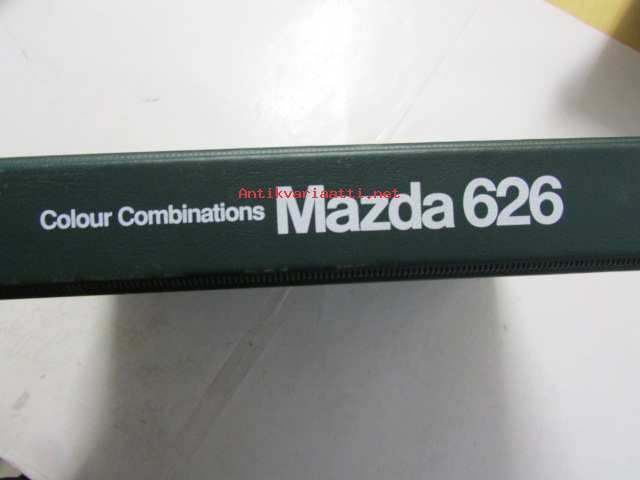 Antikvariaatti.net
Colour Combinations Mazda 626